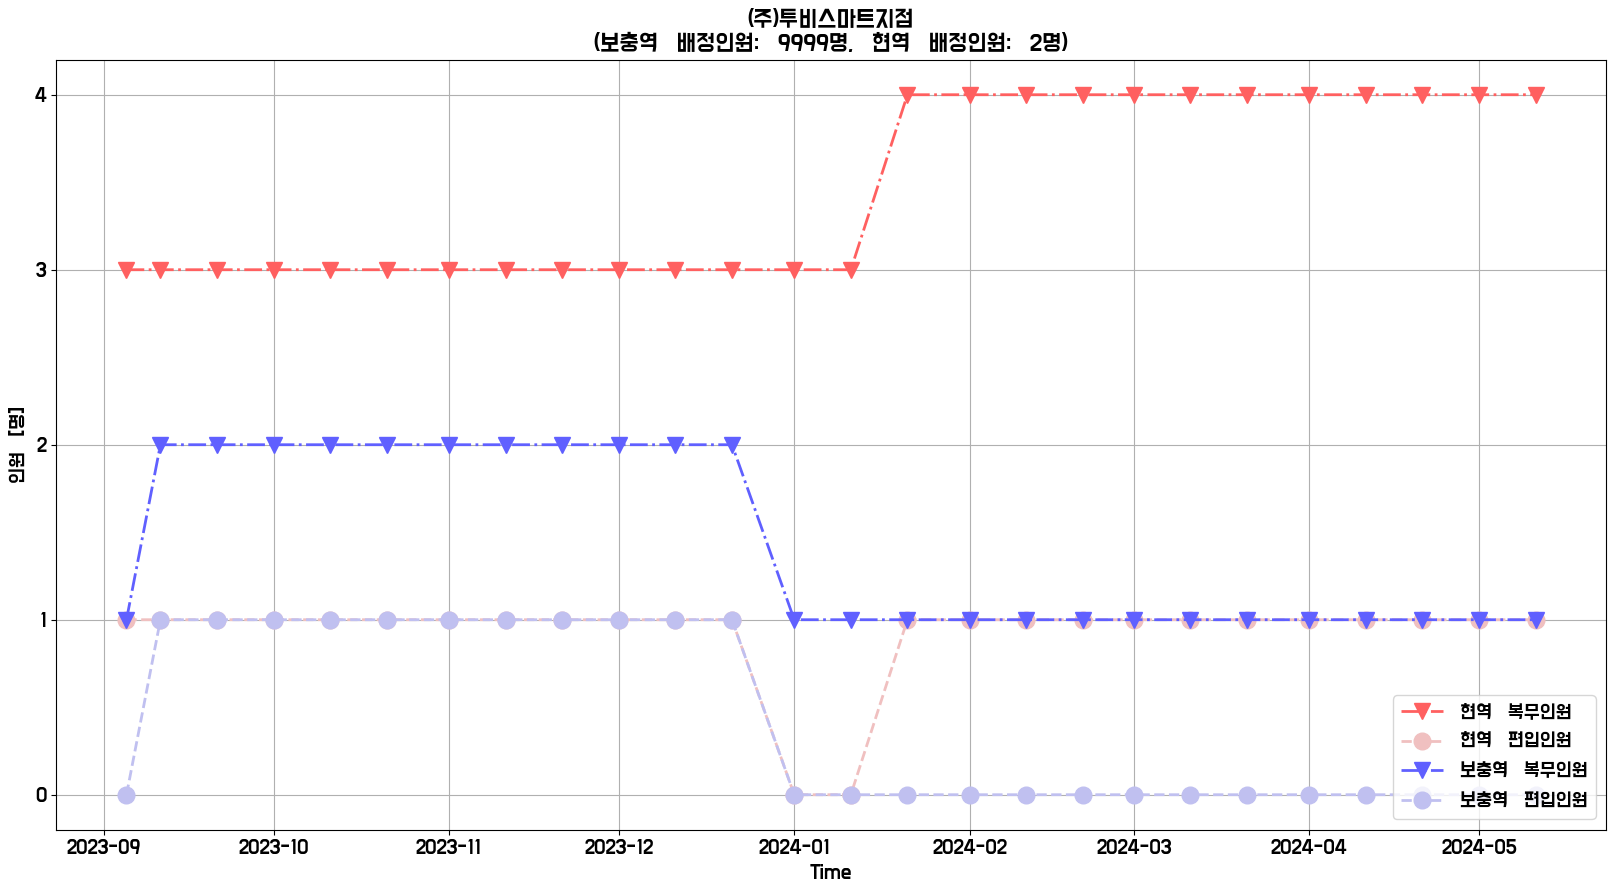 (주)투비스마트지점
(보충역 배정인원: 9999명, 현역 배정인원: 2명)
인원 [명]
4
3
2
1
0
현역 복무인원
현역 편입인원
보충역 복무인원
보충역 편입인원
2023-09 2023-10 2023-11 2023-12 2024-01 2024-02 2024-03 2024-04 2024-05
Time